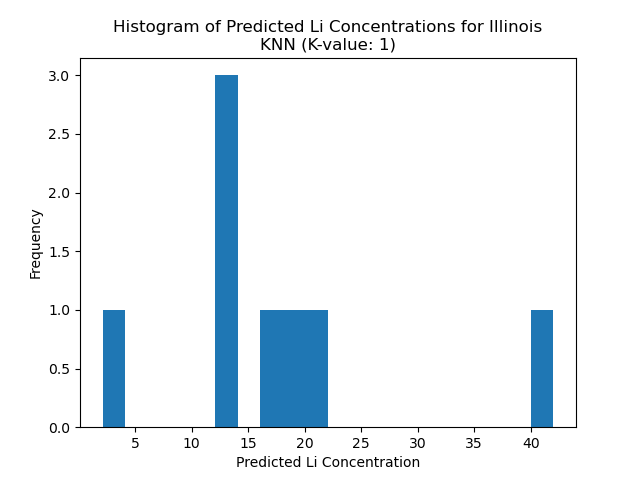 Histogram of Predicted Li Concentrations for Illinois
KNN (K-value: 1)
3.0
2.5
2.0
1.5
1.0
0.5
0.0
Frequency
5 10 15 20 25 30 35 40
Predicted Li Concentration